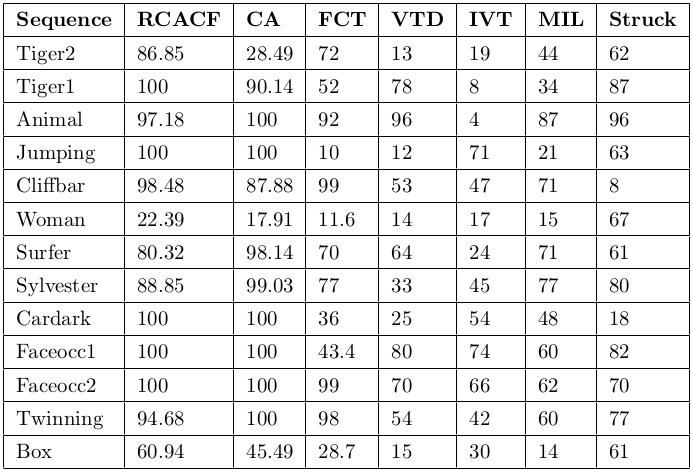 Sequence RCACF CA FCT VTD IVT MIL Struck
Tiger2 86.85 28.49 72 13 19 44 62
Tiger1 100 90.14 52 78 8 34 87
Animal 97.18 100 92 96 4 87 96
Jumping 100 100 10 12 71 21 63
Cliffbar 98.48 87.88 99 53 47 71 8
Woman 22.39 17.91 11.6 14 17 15 67
Surfer 80.32 98.14 70 64 24 71 61
Sylvester 88.85 99.03 77 33 45 77 80
Cardark 100 100 36 25 54 48 18
Faceocc1 100 100 43.4 80 74 60 82
Faceocc2 100 100 99 70 66 62 70
Twinning 94.68 100 98 54 42 60 77
Box 60.94 45.49 28.7 15 30 14 61